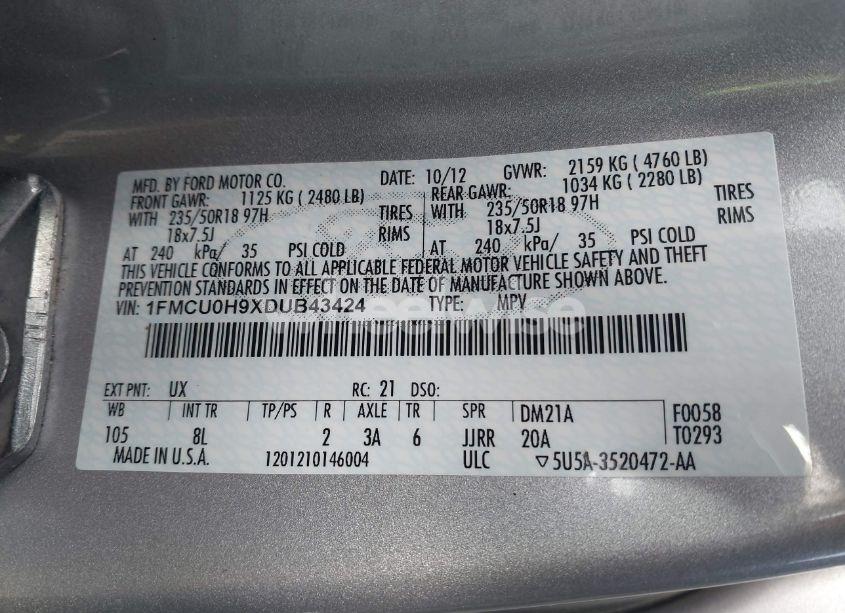 MFD. BY FORD MOTOR CO. DATE: 10/12 GVWR: 2159 KG ( 4760 LB)
FRONT GAWR: 1125 KG ( 2480 LB) REAR GAWR: 1034 KG ( 2280 LB)
WITH 235/50R18 97H TIRES WITH 235/50R18 97H TIRES
18x7.5J RIMS 18x7.5J RIMS
AT 240 kPa/ 35 PSI COLD AT 240 kPa/ 35 PSI COLD
THIS VEHICLE CONFORMS TO ALL APPLICABLE FEDERAL MOTOR VEHICLE SAFETY AND THEFT
PREVENTION STANDARDS IN EFFECT ON THE DATE OF MANUFACTURE SHOWN ABOVE.
VIN: 1FMCU0H9XDUB43424 TYPE: MPV
EXT PNT: UX RC: 21 DSO:
WB INT TR TP/PS R AXLE TR SPR DM21A F0058
105 8L 2 3A 6 JJRR 20A T0293
MADE IN U.S.A. 1201210146004 ULC ▽5U5A-3520472-AA